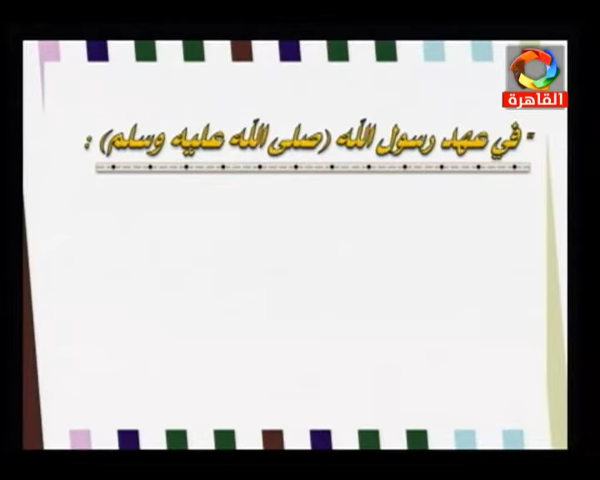 القاهرة
- في عهد رسول الله (صلى الله عليه وسلم) :